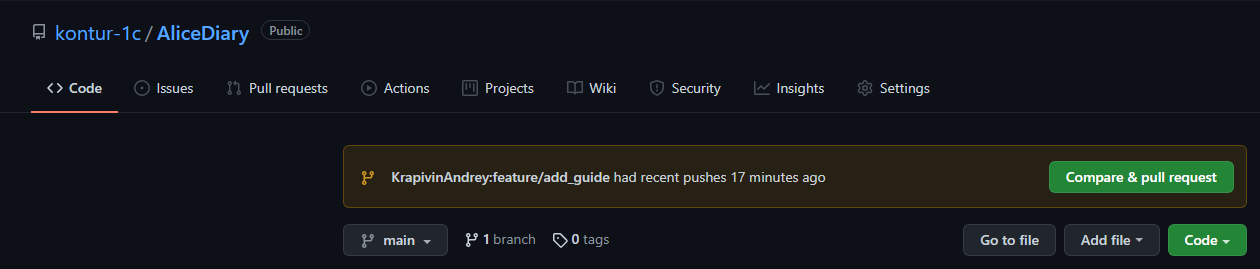 kontur-1c / AliceDiary Public
Code Issues Pull requests Actions Projects Wiki Security Insights Settings
KrapivinAndrey:feature/add_guide had recent pushes 17 minutes ago Compare & pull request
main 1 branch 0 tags Go to file Add file Code